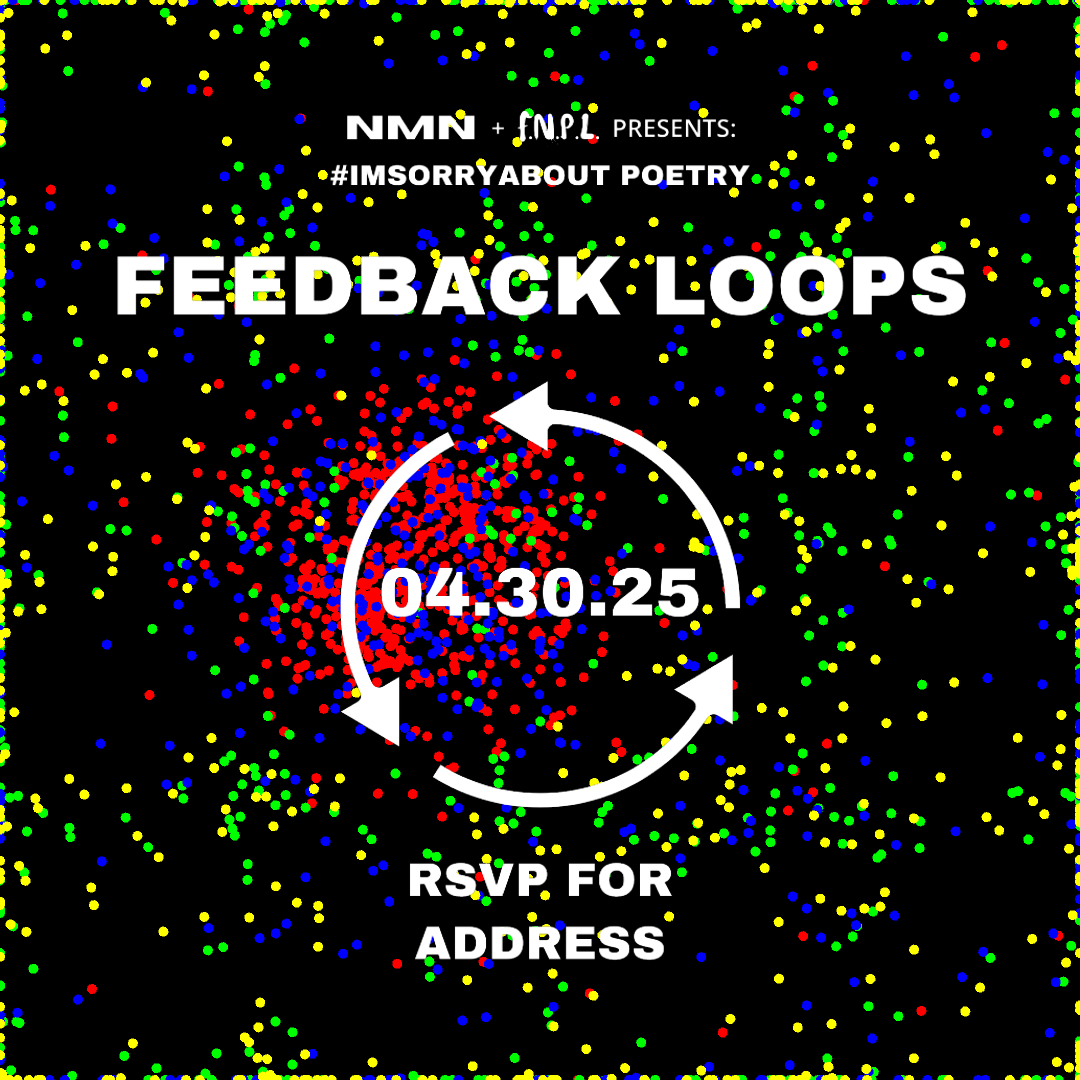 NMN + F.N.P.L. PRESENTS:
#IMSORRYABOUT POETRY
FEEDBACK LOOPS
04.30.25
RSVP FOR
ADDRESS